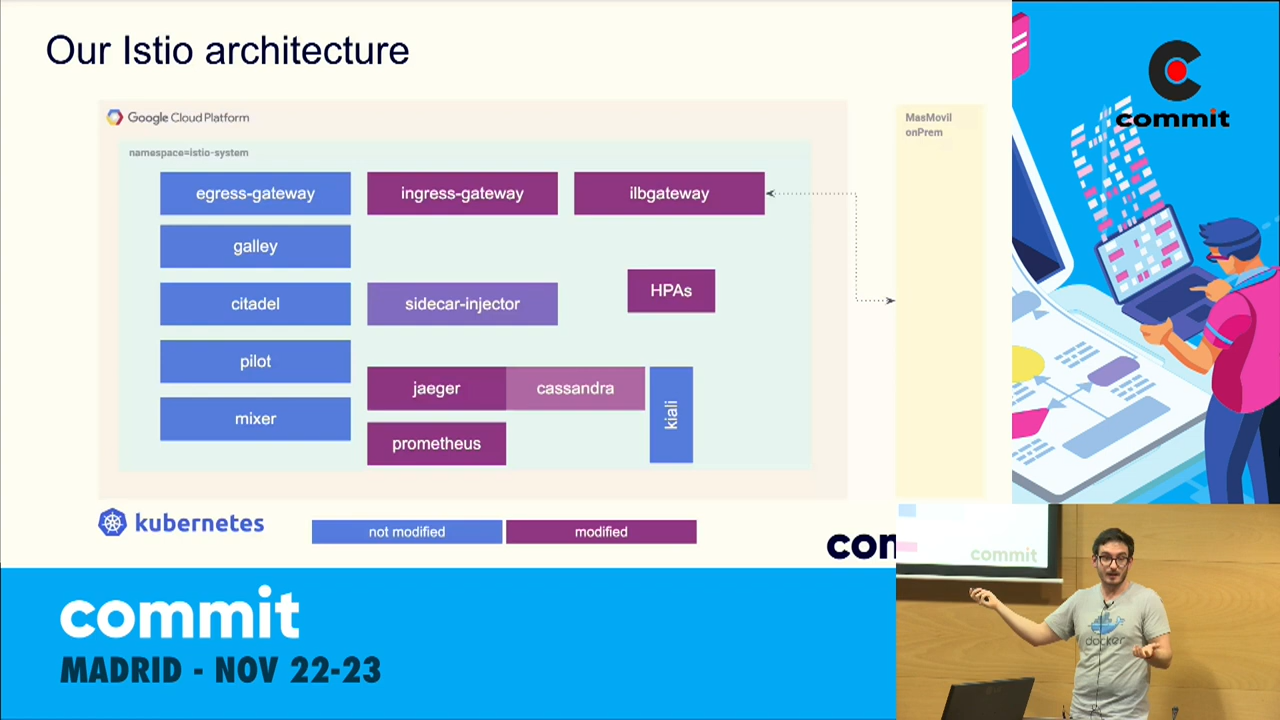 Our Istio architecture
Google Cloud Platform
MasMovil
onPrem
namespace=istio-system
egress-gateway
ingress-gateway
ilbgateway
galley
HPAs
citadel
sidecar-injector
pilot
jaeger
cassandra
kiali
mixer
prometheus
kubernetes
not modified
modified
con
commit
MADRID - NOV 22-23
commit
commit
docker